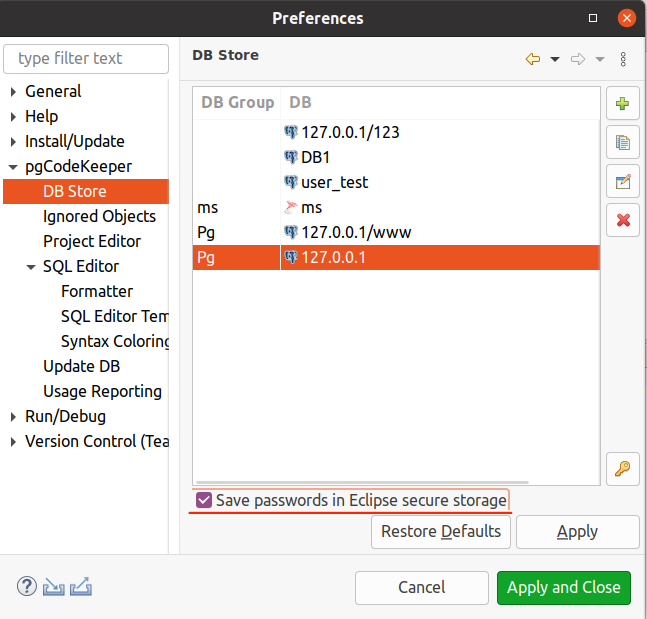 Preferences
type filter text
General
Help
Install/Update
pgCodeKeeper
DB Store
Ignored Objects
Project Editor
SQL Editor
Formatter
SQL Editor Tem
Syntax Coloring
Update DB
Usage Reporting
Run/Debug
Version Control (Tea
DB Store
DB Group DB
127.0.0.1/123
DB1
user_test
ms ms
Pg 127.0.0.1/www
Pg 127.0.0.1
Save passwords in Eclipse secure storage
Restore Defaults Apply
? Cancel Apply and Close